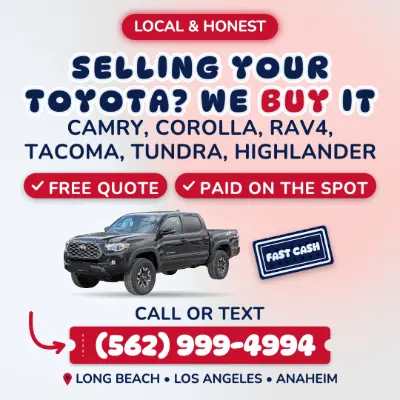 LOCAL & HONEST
SELLING YOUR
TOYOTA? WE BUY IT
CAMRY, COROLLA, RAV4,
TACOMA, TUNDRA, HIGHLANDER
FREE QUOTE
PAID ON THE SPOT
FAST CASH
CALL OR TEXT
(562) 999-4994
LONG BEACH • LOS ANGELES • ANAHEIM